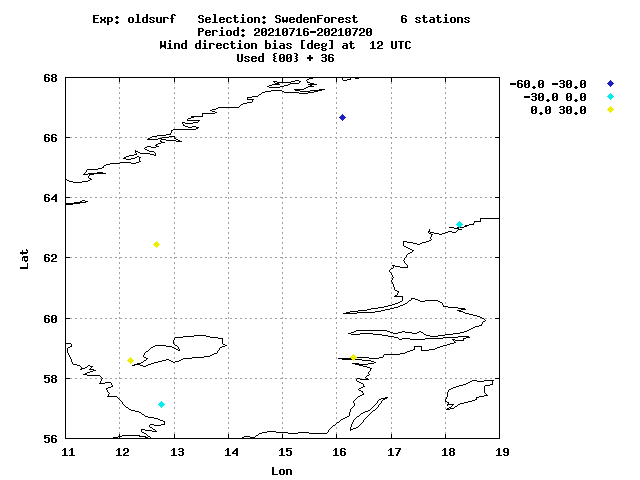 Exp: oldsurf   Selection: SwedenForest      6 stations
Period: 20210716-20210720
Wind direction bias [deg] at  12 UTC
Used {00} + 36
-60.0 -30.0
-30.0 0.0
0.0 30.0
68
66
64
62
60
58
56
Lat
11 12 13 14 15 16 17 18 19
Lon